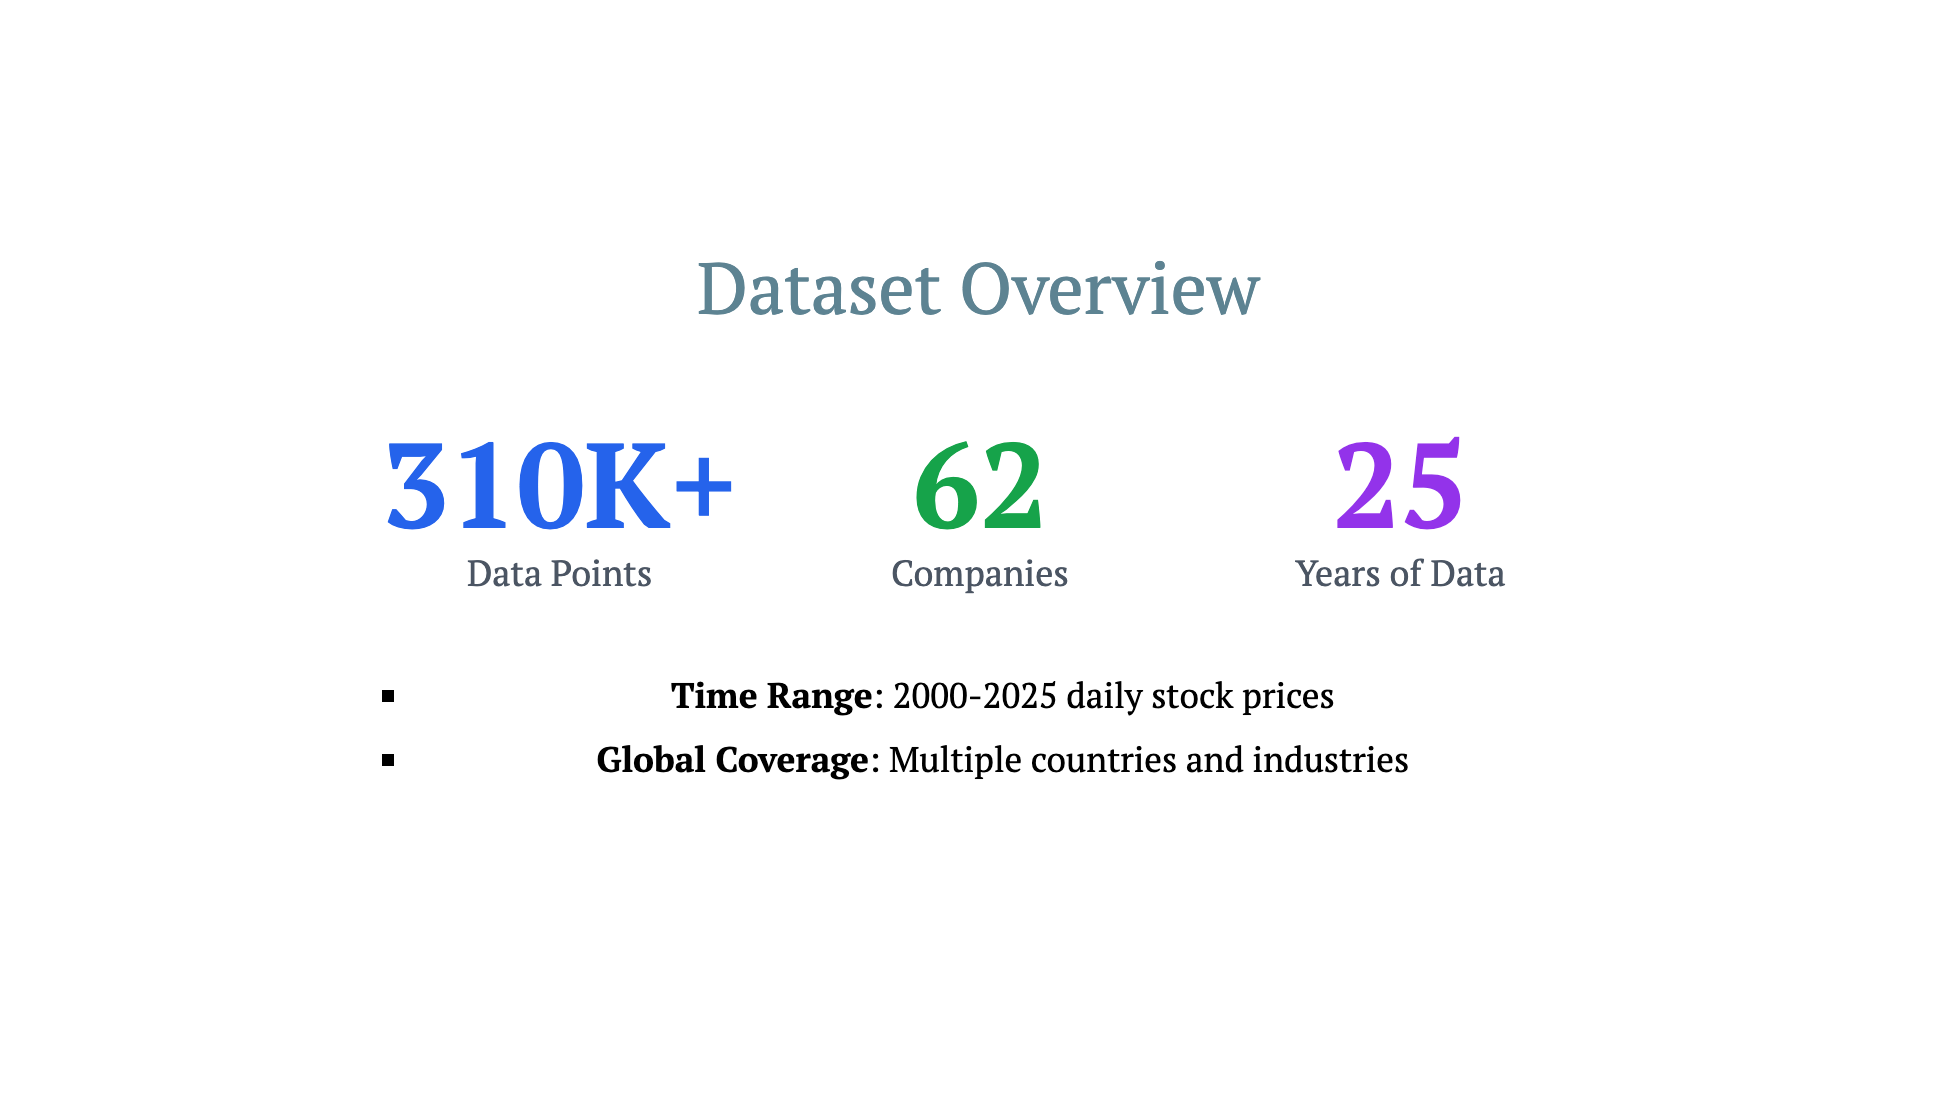 Dataset Overview
310K+ 62 25
Data Points Companies Years of Data
▪ Time Range: 2000-2025 daily stock prices
▪ Global Coverage: Multiple countries and industries